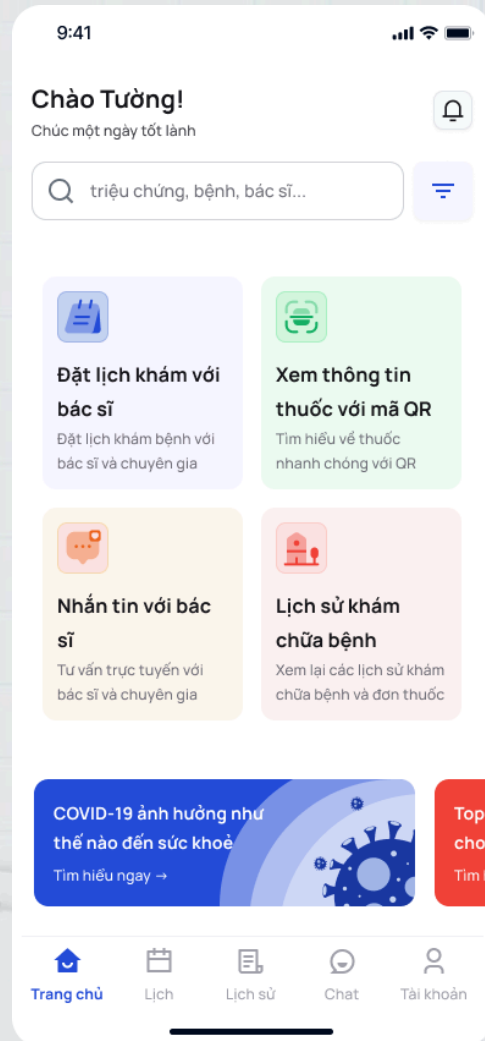 9:41
Chào Tường!
Chúc một ngày tốt lành
triệu chứng, bệnh, bác sĩ...
Đặt lịch khám với
bác sĩ
Đặt lịch khám bệnh với
bác sĩ và chuyên gia
Xem thông tin
thuốc với mã QR
Tìm hiểu về thuốc
nhanh chóng với QR
Nhắn tin với bác
sĩ
Tư vấn trực tuyến với
bác sĩ và chuyên gia
Lịch sử khám
chữa bệnh
Xem lại các lịch sử khám
chữa bệnh và đơn thuốc
COVID-19 ảnh hưởng như
thế nào đến sức khoẻ
Tìm hiểu ngay →
Top
cho
Tìm
Trang chủ
Lịch
Lịch sử
Chat
Tài khoản